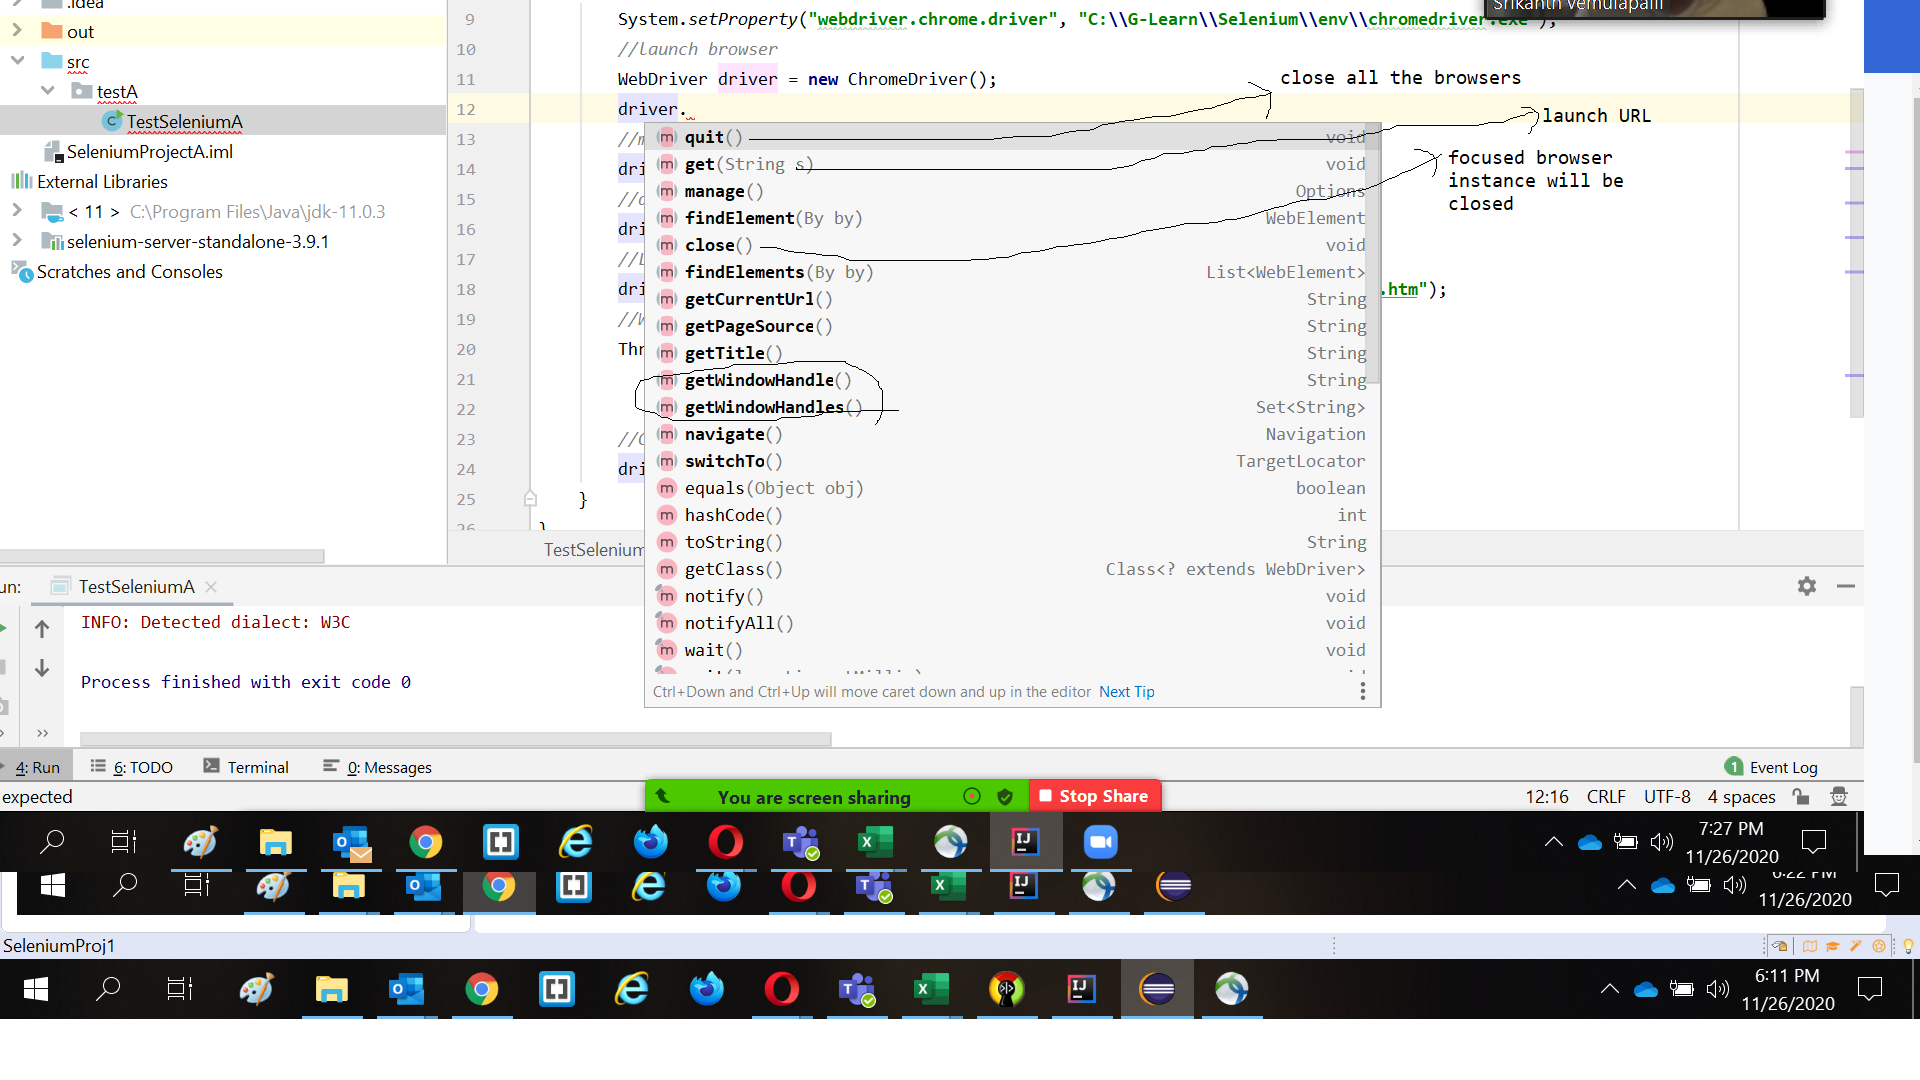 .idea
out
src
testA
TestSeleniumA
SeleniumProjectA.iml
External Libraries
< 11 > C:\Program Files\Java\jdk-11.0.3
selenium-server-standalone-3.9.1
Scratches and Consoles
Srikanth Vemulapalli
9 System.setProperty("webdriver.chrome.driver", "C:\\G-Learn\\Selenium\\env\\chromedriver.exe");
10 //launch browser
11 WebDriver driver = new ChromeDriver();
12 driver.
13 //m
14 dri
15 //
16 dri
17 //L
18 dri .htm");
19 //W
20 Thr
21
22
23 //
24 dri
25 }
26 }
close all the browsers
launch URL
focused browser
instance will be
closed
m quit() void
m get(String s) void
m manage() Options
m findElement(By by) WebElement
m close() void
m findElements(By by) List<WebElement>
m getCurrentUrl() String
m getPageSource() String
m getTitle() String
m getWindowHandle() String
m getWindowHandles() Set<String>
m navigate() Navigation
m switchTo() TargetLocator
m equals(Object obj) boolean
m hashCode() int
m toString() String
m getClass() Class<? extends WebDriver>
m notify() void
m notifyAll() void
m wait() void
Ctrl+Down and Ctrl+Up will move caret down and up in the editor Next Tip
TestSelenium
un: TestSeleniumA
INFO: Detected dialect: W3C
Process finished with exit code 0
4: Run 6: TODO Terminal 0: Messages 1 Event Log
expected
You are screen sharing Stop Share
12:16 CRLF UTF-8 4 spaces
7:27 PM
11/26/2020
6:22 PM
11/26/2020
SeleniumProj1
6:11 PM
11/26/2020